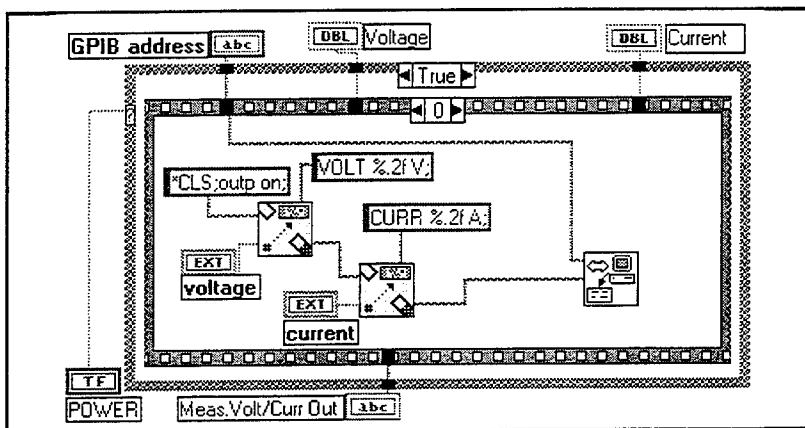 GPIB address abc
DBL Voltage
DBL Current
True
0
?
*CLS;outp on;
VOLT %.2f V;
CURR %.2f A;
EXT
voltage
#
EXT
current
#
TF
POWER
Meas.Volt/Curr Out abc